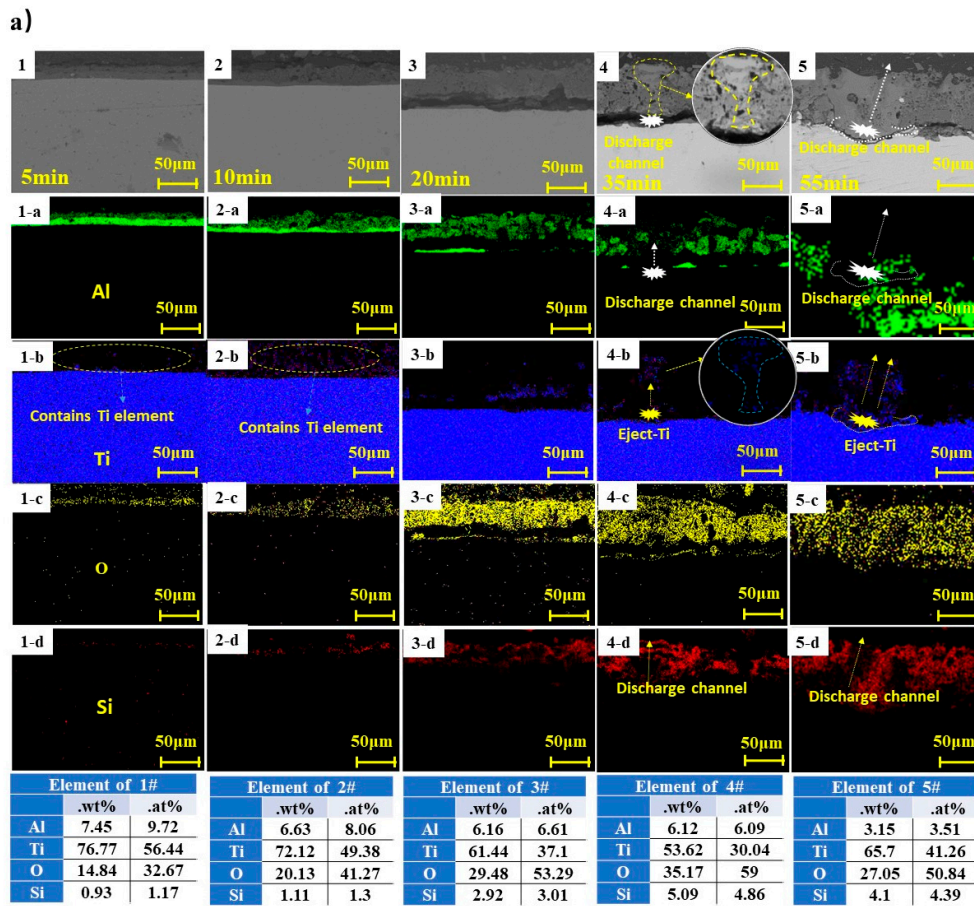 a)
1
5min
50μm
2
10min
50μm
3
20min
50μm
4
Discharge
channel
35min
50μm
5
Discharge channel
55min
50μm
1-a
Al
50μm
2-a
50μm
3-a
50μm
4-a
Discharge channel
50μm
5-a
Discharge channel
50μm
1-b
Contains Ti element
Ti
50μm
2-b
Contains Ti element
50μm
3-b
50μm
4-b
Eject-Ti
50μm
5-b
Eject-Ti
50μm
1-c
O
50μm
2-c
50μm
3-c
50μm
4-c
50μm
5-c
50μm
1-d
Si
50μm
2-d
50μm
3-d
50μm
4-d
Discharge channel
50μm
5-d
Discharge channel
50μm
Element of 1#
.wt% .at%
Al 7.45 9.72
Ti 76.77 56.44
O 14.84 32.67
Si 0.93 1.17
Element of 2#
.wt% .at%
Al 6.63 8.06
Ti 72.12 49.38
O 20.13 41.27
Si 1.11 1.3
Element of 3#
.wt% .at%
Al 6.16 6.61
Ti 61.44 37.1
O 29.48 53.29
Si 2.92 3.01
Element of 4#
.wt% .at%
Al 6.12 6.09
Ti 53.62 30.04
O 35.17 59
Si 5.09 4.86
Element of 5#
.wt% .at%
Al 3.15 3.51
Ti 65.7 41.26
O 27.05 50.84
Si 4.1 4.39